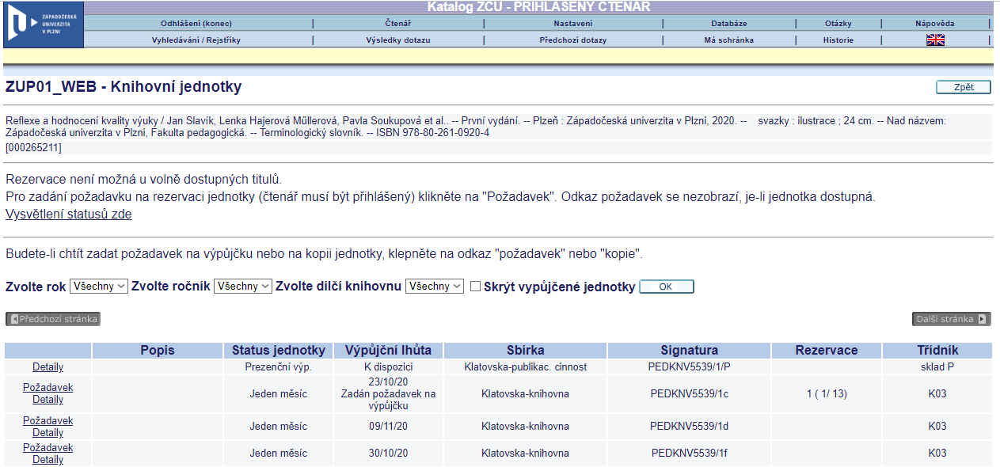 Katalog ZČU - PŘIHLÁŠENÝ ČTENÁŘ
ZÁPADOČESKÁ
UNIVERZITA
V PLZNI
Odhlášení (konec) | Čtenář | Nastavení | Databáze | Otázky | Nápověda |
Vyhledávání / Rejstříky | Výsledky dotazu | Předchozí dotazy | Má schránka | Historie |
ZUP01_WEB - Knihovní jednotky
Zpět
Reflexe a hodnocení kvality výuky / Jan Slavík, Lenka Hajerová Műllerová, Pavla Soukupová et al.. -- První vydání. -- Plzeň : Západočeská univerzita v Plzni, 2020. -- svazky : ilustrace ; 24 cm. -- Nad názvem:
Západočeská univerzita v Plzni, Fakulta pedagogická. -- Terminologický slovník. -- ISBN 978-80-261-0920-4
[000265211]
Rezervace není možná u volně dostupných titulů.
Pro zadání požadavku na rezervaci jednotky (čtenář musí být přihlášený) klikněte na "Požadavek". Odkaz požadavek se nezobrazí, je-li jednotka dostupná.
Vysvětlení statusů zde
Budete-li chtít zadat požadavek na výpůjčku nebo na kopii jednotky, klepněte na odkaz "požadavek" nebo "kopie".
Zvolte rok Všechny Zvolte ročník Všechny Zvolte dílčí knihovnu Všechny Skrýt vypůjčené jednotky OK
Předchozí stránka
Další stránka
Popis Status jednotky Výpůjční lhůta Sbírka Signatura Rezervace Třídník
Detaily Prezenční výp. K dispozici Klatovska-publikac. cinnost PEDKNV5539/1/P sklad P
Požadavek
Detaily
Jeden měsíc
23/10/20
Zadán požadavek na
výpůjčku
Klatovska-knihovna PEDKNV5539/1c 1 ( 1/ 13) K03
Požadavek
Detaily
Jeden měsíc 09/11/20 Klatovska-knihovna PEDKNV5539/1d K03
Požadavek
Detaily
Jeden měsíc 30/10/20 Klatovska-knihovna PEDKNV5539/1f K03